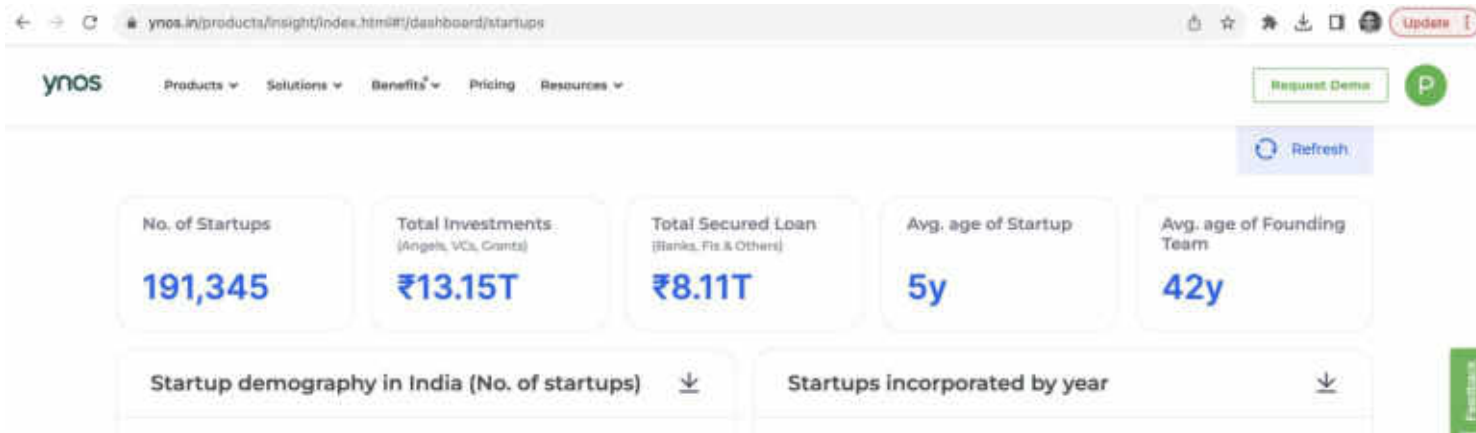 ynos.in/products/insight/index.html#!/dashboard/startups
Update
ynos Products Solutions Benefits Pricing Resources Request Demo P
Refresh
No. of Startups
191,345
Total Investments
(Angels, VCs, Grants)
₹13.15T
Total Secured Loan
(Banks, FIs & Others)
₹8.11T
Avg. age of Startup
5y
Avg. age of Founding
Team
42y
Startup demography in India (No. of startups)
Startups incorporated by year
Feedback